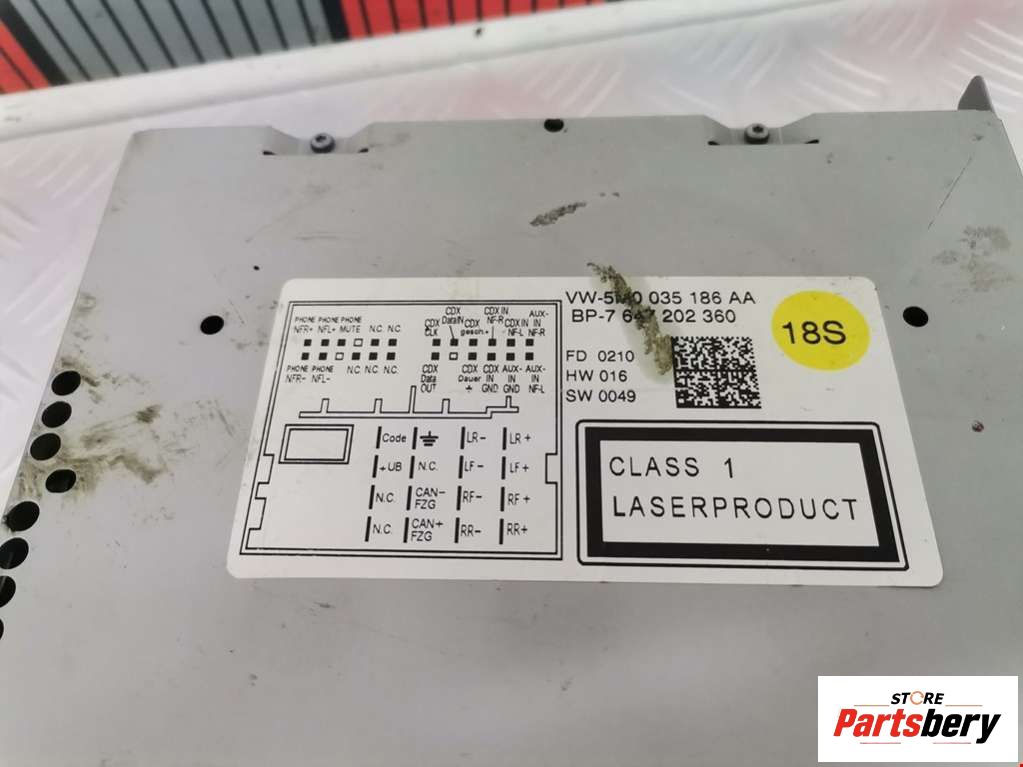 VW-5M0 035 186 AA
BP-7 647 202 360
FD 0210
HW 016
SW 0049
18S
PHONE PHONE PHONE
NFR+ NFL+ MUTE N.C. N.C.
PHONE PHONE N.C. N.C. N.C.
NFR- NFL-
CDX CDX IN AUX-
CDX DataIN NF-R CDX IN IN
CLK gesch.+ NF-L NF-R
CDX CDX CDX AUX- AUX-
Data Dauer IN IN IN
OUT + GND GND NF-L
Code LR- LR+
+UB N.C. LF- LF+
N.C. CAN- FZG RF- RF+
N.C. CAN+ FZG RR- RR+
CLASS 1
LASERPRODUCT
STORE
Partsbery